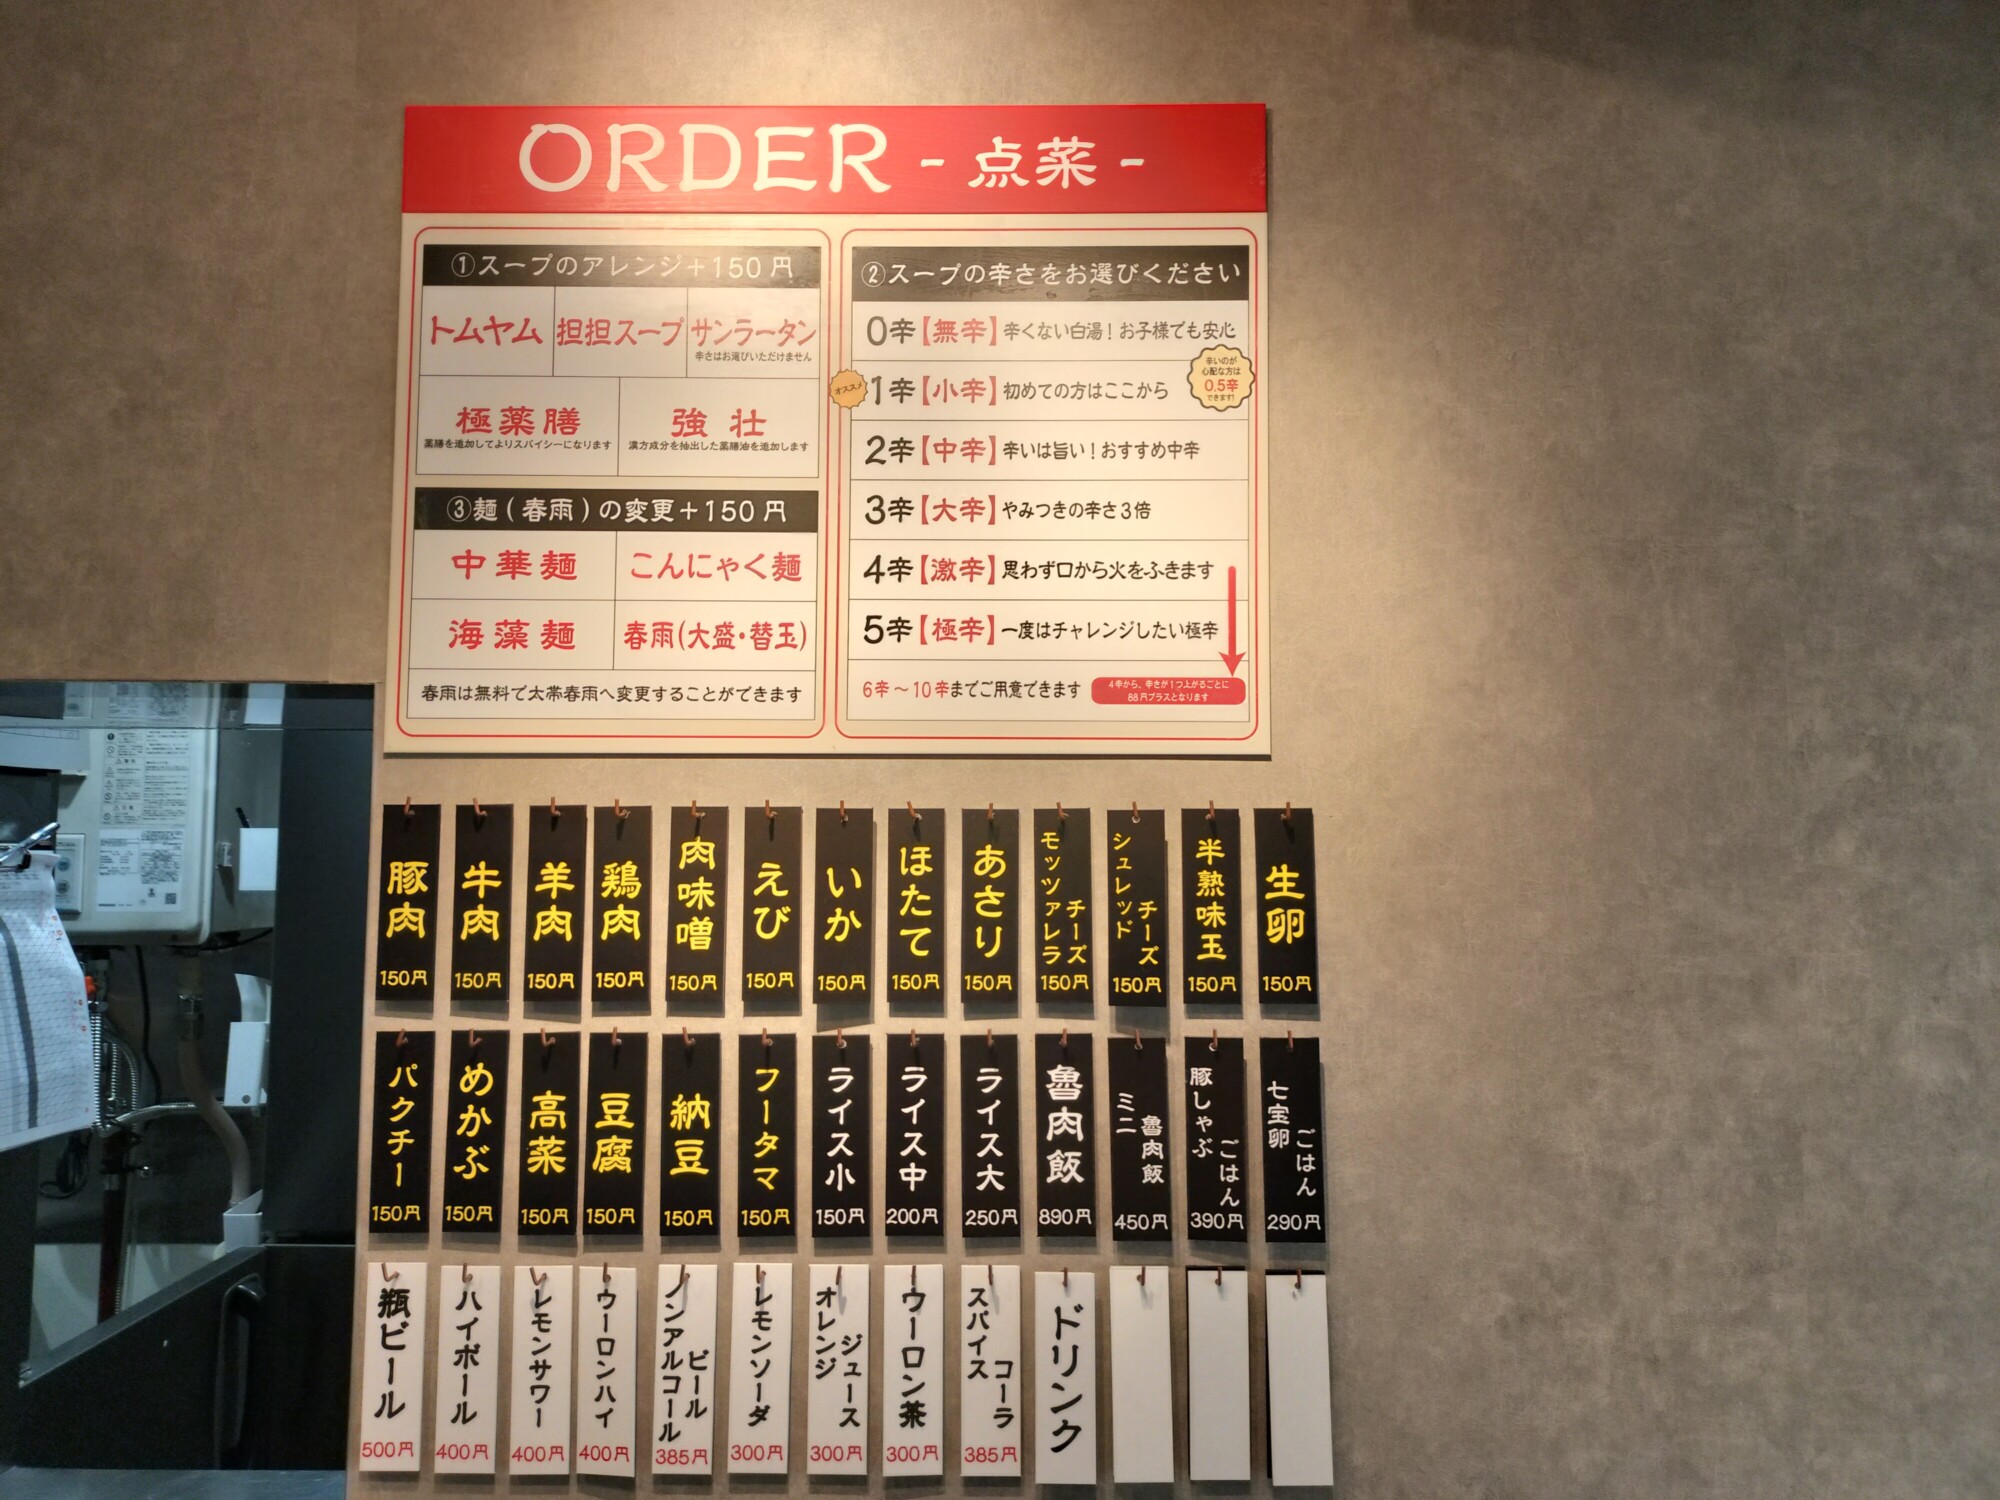 ORDER - 点菜 -
①スープのアレンジ+150円
トムヤム
担担スープ
サンラータン
辛さはお選びいただけません
極薬膳
薬膳を追加してよりスパイシーになります
強壮
漢方成分を抽出した薬膳油を追加します
③麺(春雨)の変更+150円
中華麺
こんにゃく麺
海藻麺
春雨(大盛・替玉)
春雨は無料で太帯春雨へ変更することができます
②スープの辛さをお選びください
0辛【無辛】辛くない白湯!お子様でも安心
オススメ
1辛【小辛】初めての方はここから
辛いのが
心配な方は
0.5辛
できます!
2辛【中辛】辛いは旨い!おすすめ中辛
3辛【大辛】やみつきの辛さ3倍
4辛【激辛】思わず口から火をふきます
5辛【極辛】一度はチャレンジしたい極辛
6辛～10辛までご用意できます
4辛から、辛さが1つ上がるごとに
88円プラスとなります
豚肉
150円
牛肉
150円
羊肉
150円
鶏肉
150円
肉味噌
150円
えび
150円
いか
150円
ほたて
150円
あさり
150円
モッツァレラ
チーズ
150円
シュレッド
チーズ
150円
半熟味玉
150円
生卵
150円
パクチー
150円
めかぶ
150円
高菜
150円
豆腐
150円
納豆
150円
フータマ
150円
ライス小
150円
ライス中
200円
ライス大
250円
魯肉飯
890円
ミニ
魯肉飯
450円
豚しゃぶ
ごはん
390円
七宝卵
ごはん
290円
瓶ビール
500円
ハイボール
400円
レモンサワー
400円
ウーロンハイ
400円
ノンアルコール
ビール
385円
レモンソーダ
300円
オレンジ
ジュース
300円
ウーロン茶
300円
スパイス
コーラ
385円
ドリンク